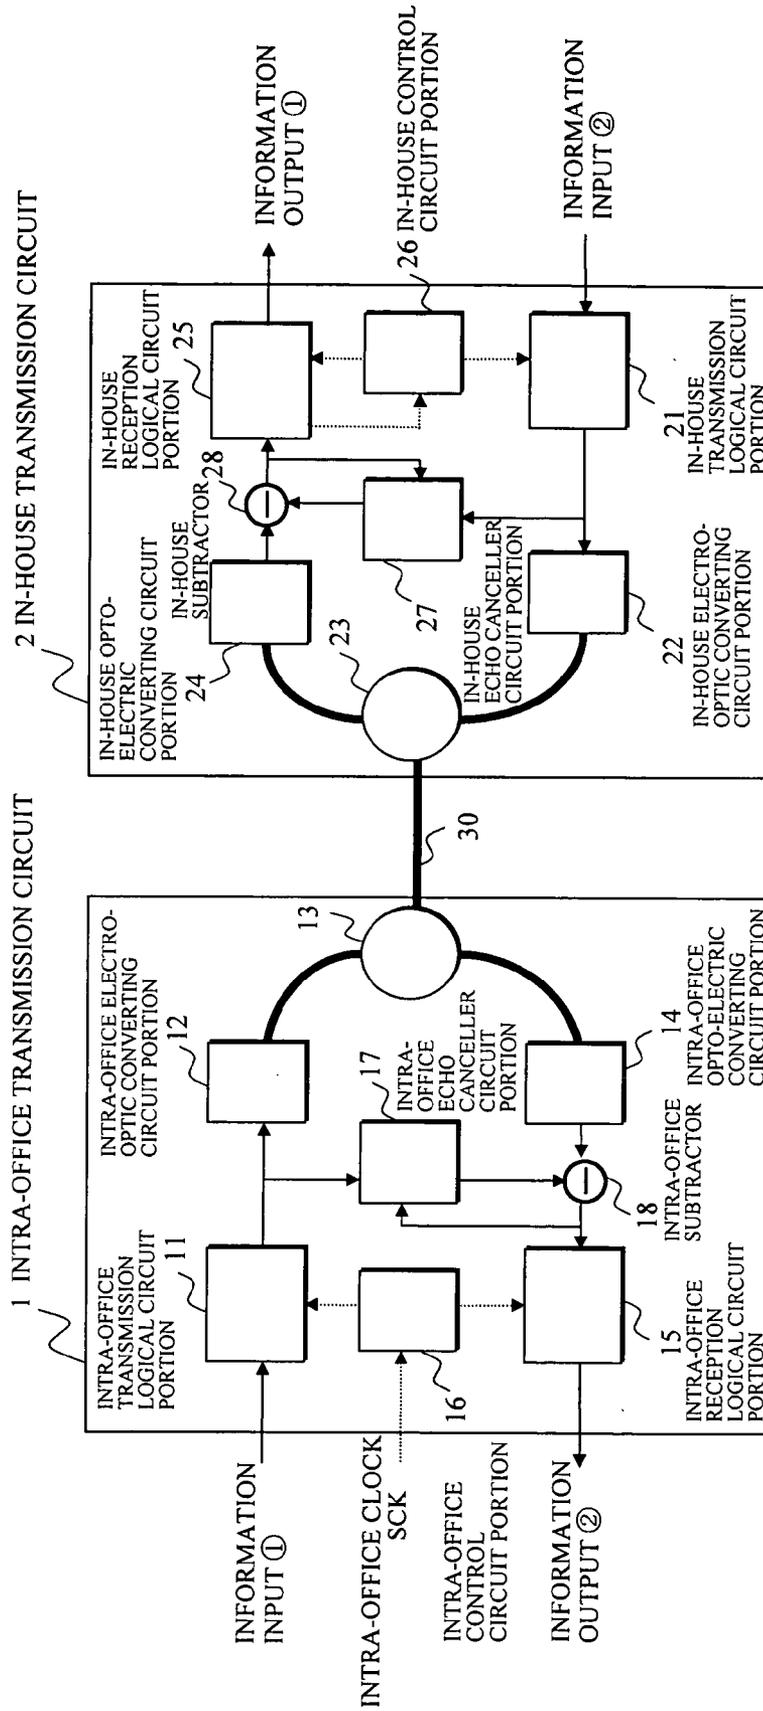 1 INTRA-OFFICE TRANSMISSION CIRCUIT
2 IN-HOUSE TRANSMISSION CIRCUIT
INTRA-OFFICE
TRANSMISSION
LOGICAL CIRCUIT
PORTION
11
INTRA-OFFICE ELECTRO-
OPTIC CONVERTING
CIRCUIT PORTION
12
13
IN-HOUSE OPTO-
ELECTRIC
CONVERTING CIRCUIT
PORTION
24
IN-HOUSE
SUBTRACTOR
28
IN-HOUSE
RECEPTION
LOGICAL CIRCUIT
PORTION
25
INFORMATION
INPUT ①
INFORMATION
OUTPUT ①
INTRA-OFFICE CLOCK
SCK
INTRA-OFFICE
CONTROL
CIRCUIT PORTION
16
17
INTRA-
OFFICE
ECHO
CANCELLER
CIRCUIT
PORTION
30
23
27
IN-HOUSE
ECHO CANCELLER
CIRCUIT PORTION
26 IN-HOUSE CONTROL
CIRCUIT PORTION
INFORMATION
OUTPUT ②
INFORMATION
INPUT ②
15
INTRA-OFFICE
RECEPTION
LOGICAL CIRCUIT
PORTION
18
INTRA-OFFICE
SUBTRACTOR
14
INTRA-OFFICE
OPTO-ELECTRIC
CONVERTING
CIRCUIT PORTION
22
IN-HOUSE ELECTRO-
OPTIC CONVERTING
CIRCUIT PORTION
21
IN-HOUSE
TRANSMISSION
LOGICAL CIRCUIT
PORTION